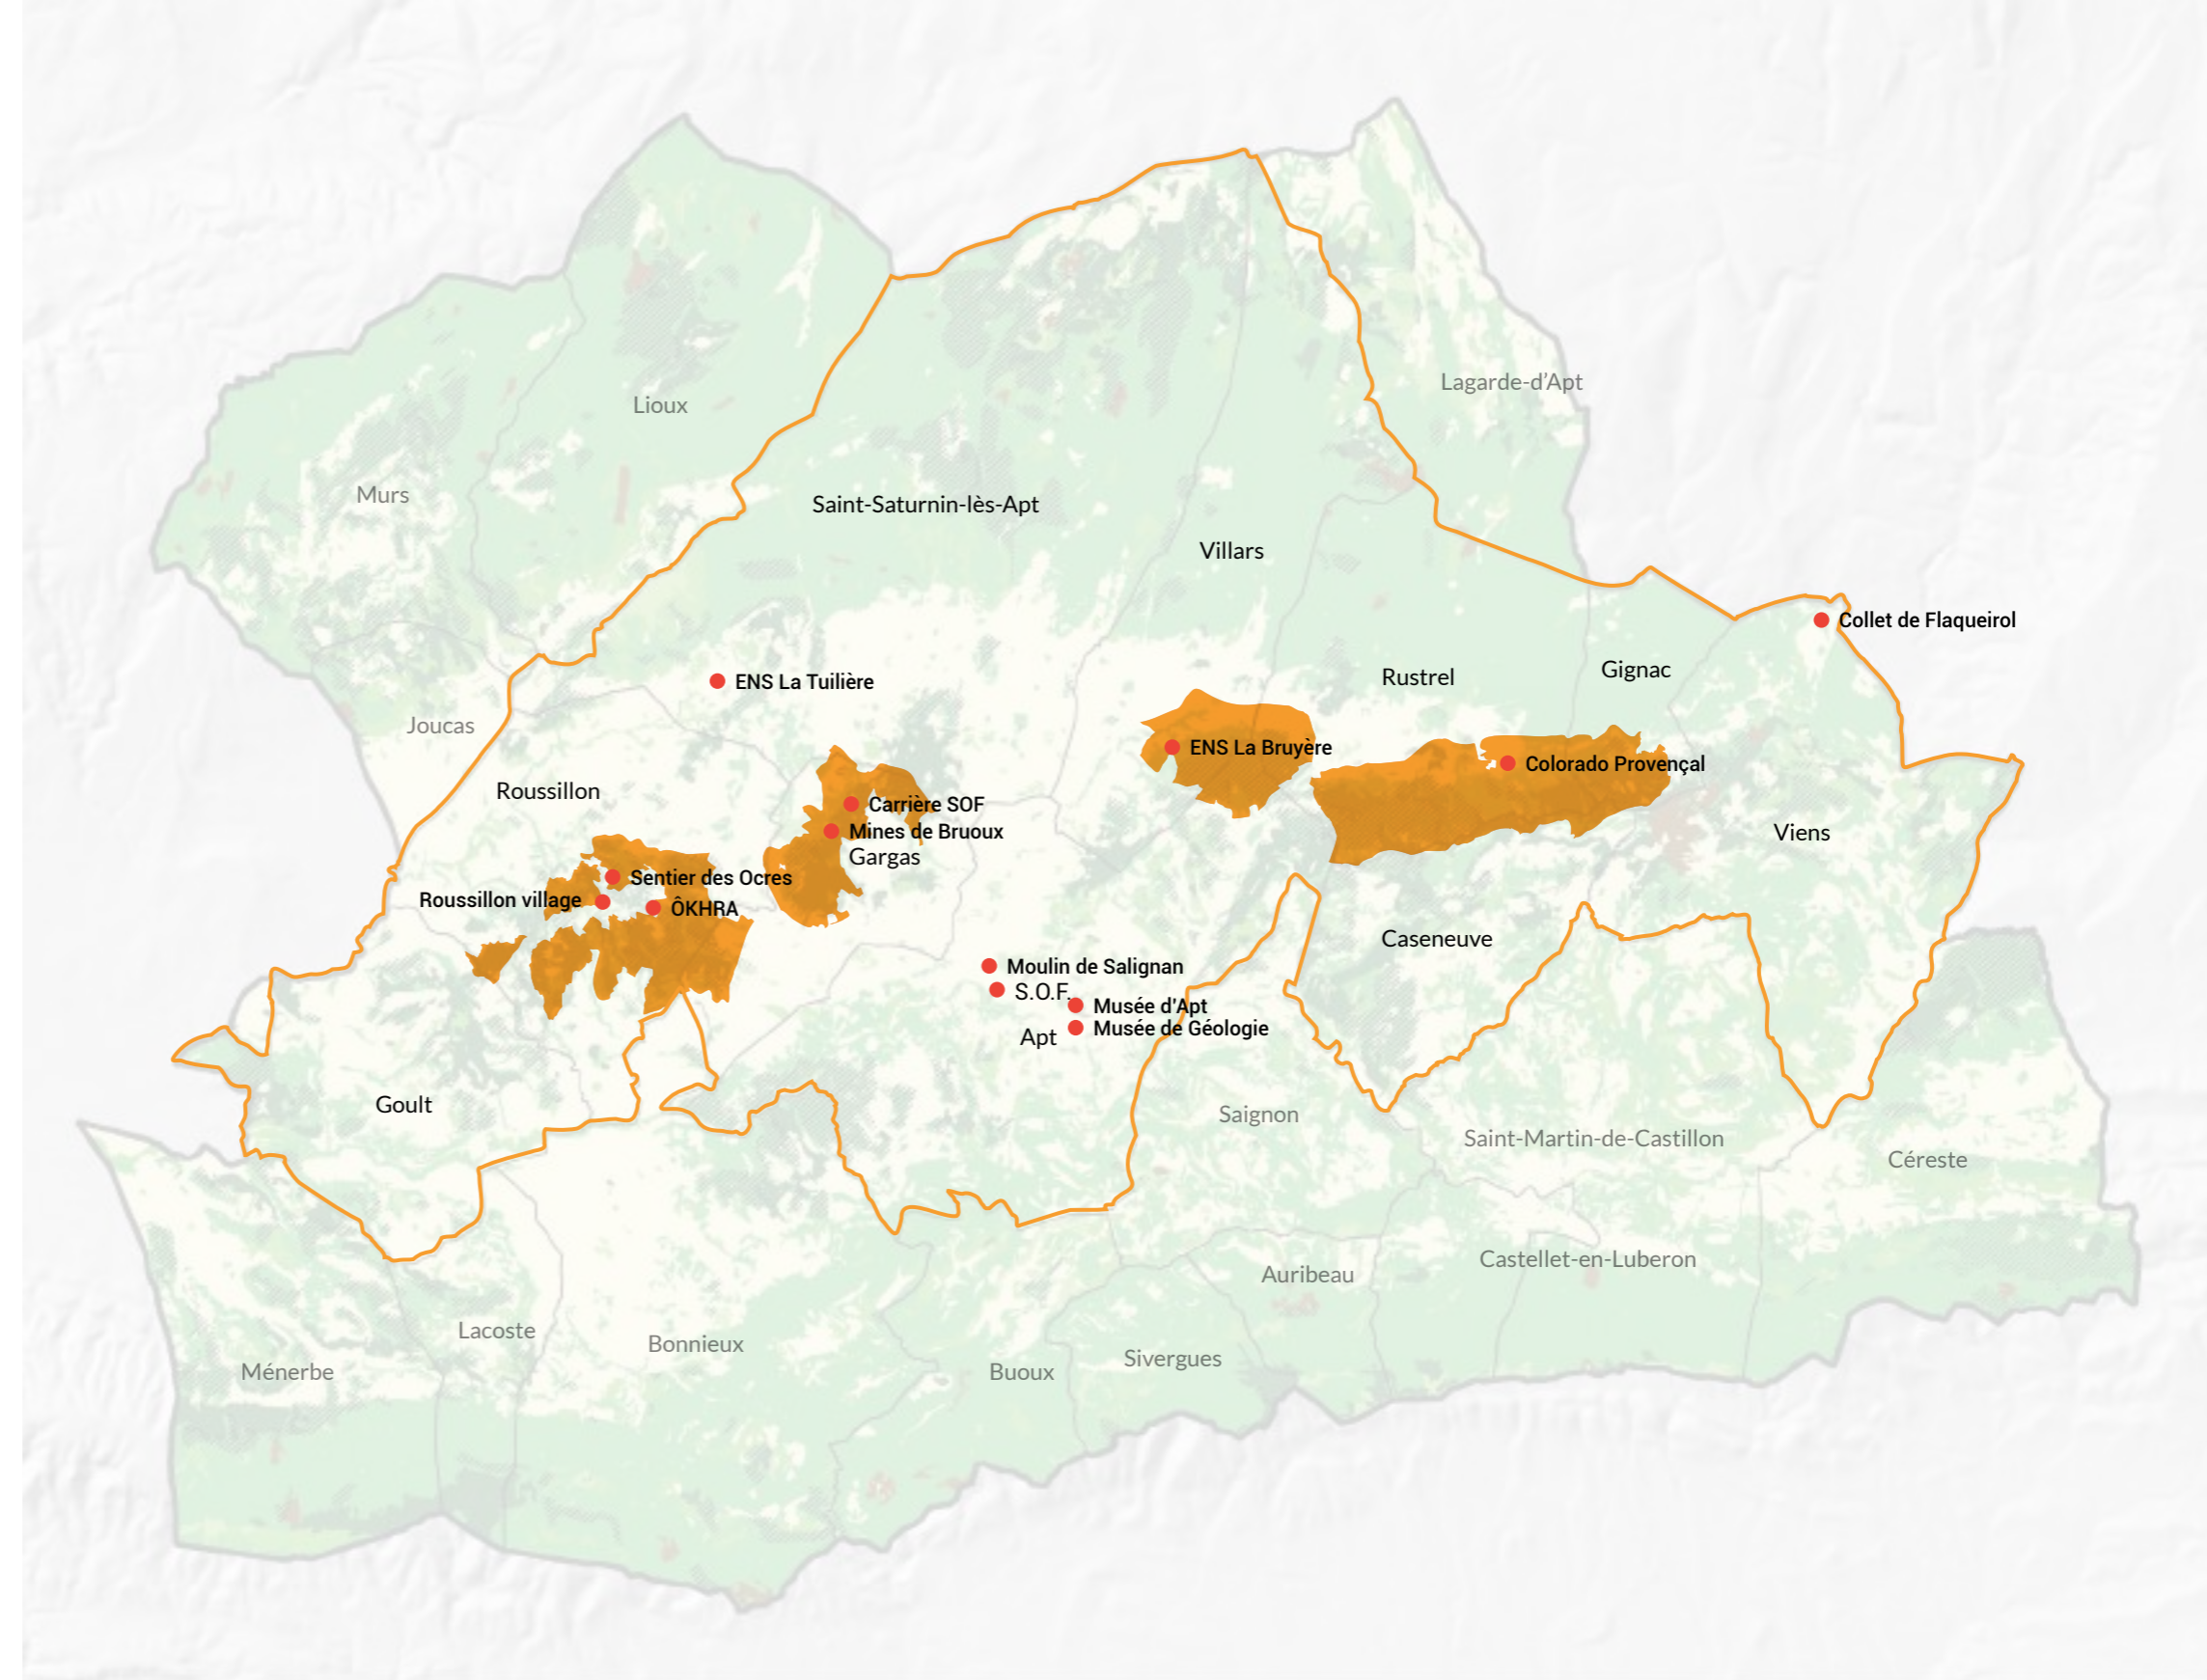 Lagarde-d'Apt
Lioux
Murs
Saint-Saturnin-lès-Apt
Villars
Collet de Flaqueirol
Gignac
Rustrel
ENS La Tuilière
Joucas
ENS La Bruyère
Colorado Provençal
Roussillon
Carrière SOF
Mines de Bruoux
Viens
Gargas
Sentier des Ocres
Roussillon village
ÔKHRA
Caseneuve
Moulin de Salignan
S.O.F.
Musée d'Apt
Musée de Géologie
Apt
Goult
Saignon
Saint-Martin-de-Castillon
Céreste
Castellet-en-Luberon
Auribeau
Lacoste
Bonnieux
Sivergues
Buoux
Ménerbe